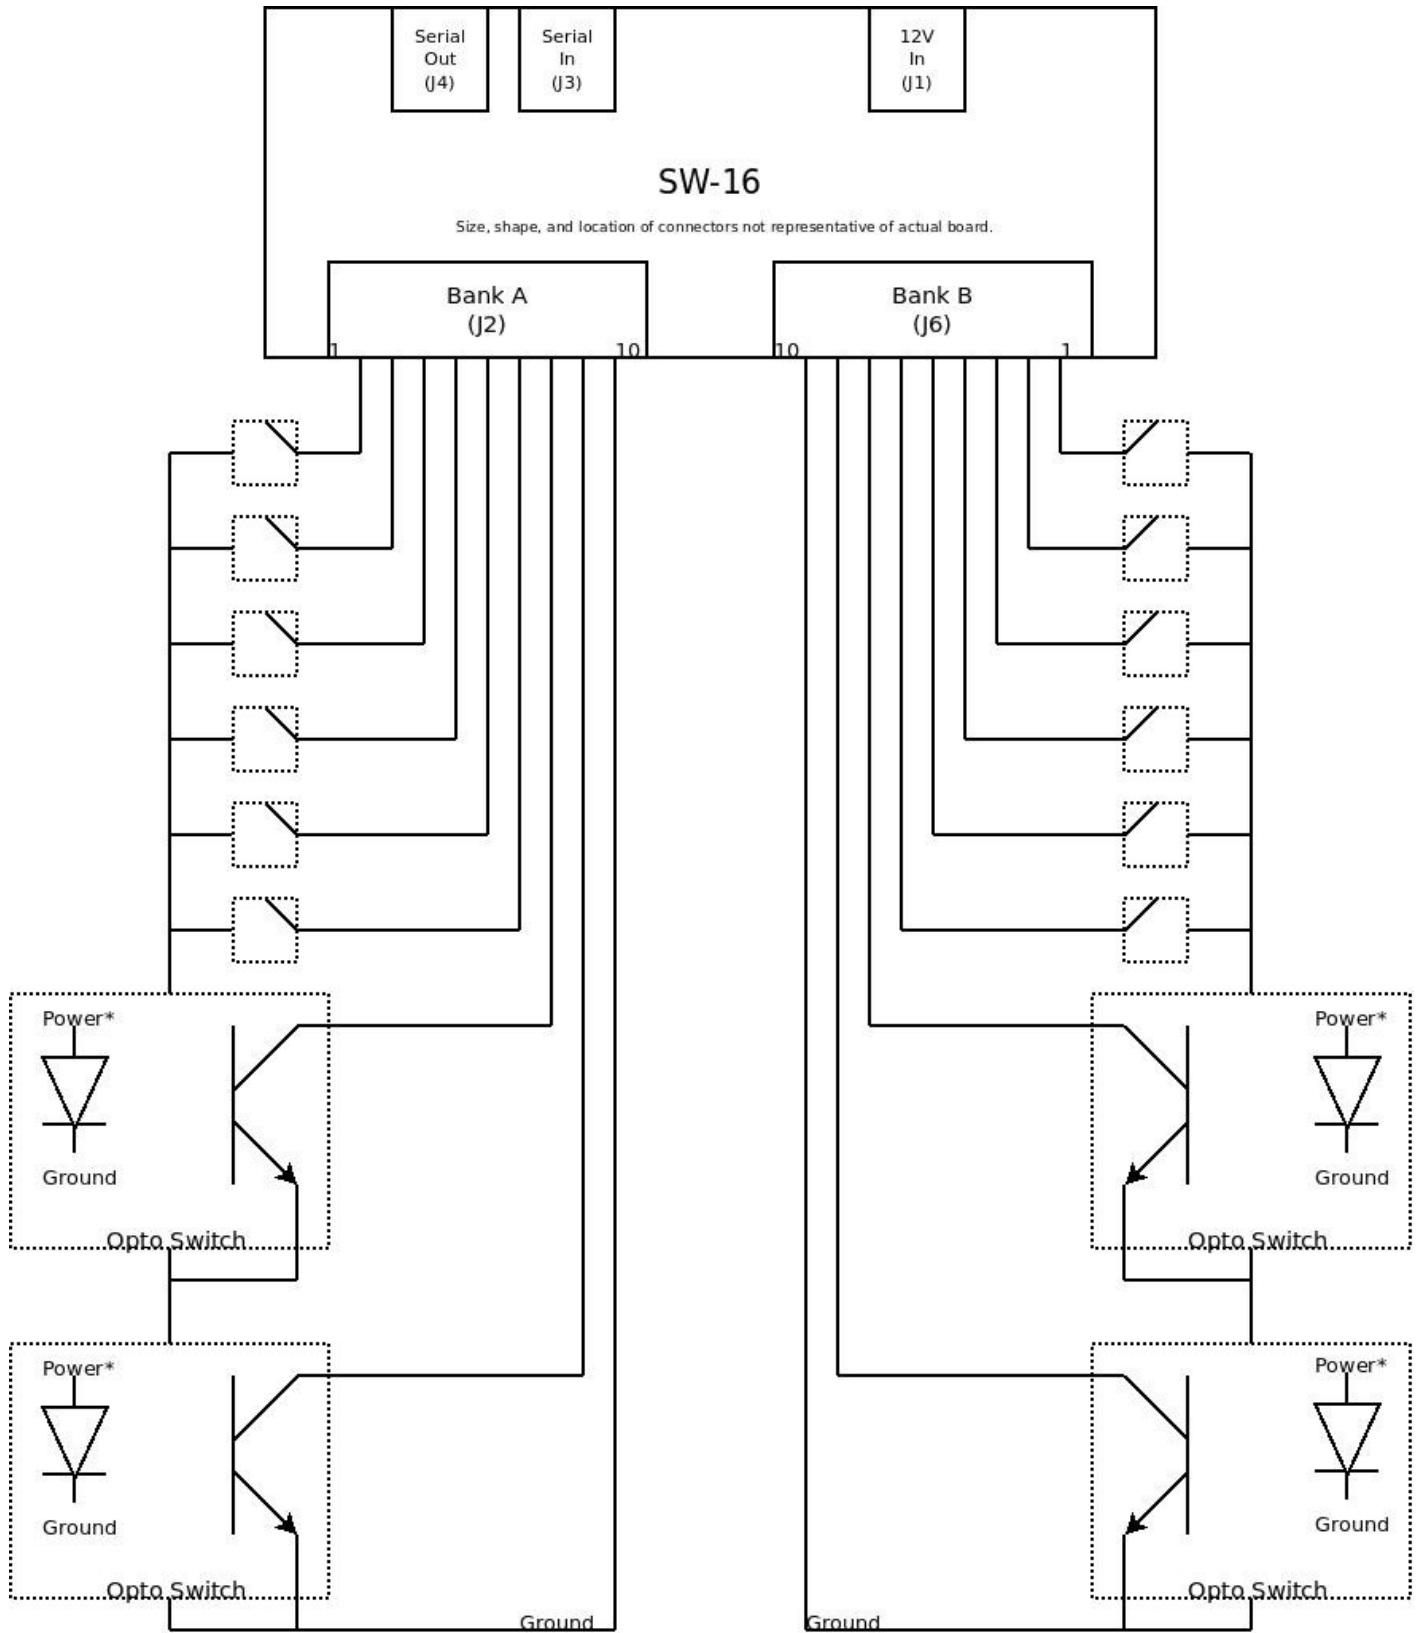 Serial
Out
(J4)
Serial
In
(J3)
12V
In
(J1)
SW-16
Size, shape, and location of connectors not representative of actual board.
Bank A
(J2)
1
10
Bank B
(J6)
10
1
Power*
Ground
Opto Switch
Power*
Ground
Opto Switch
Power*
Ground
Opto Switch
Power*
Ground
Opto Switch
Ground
Ground